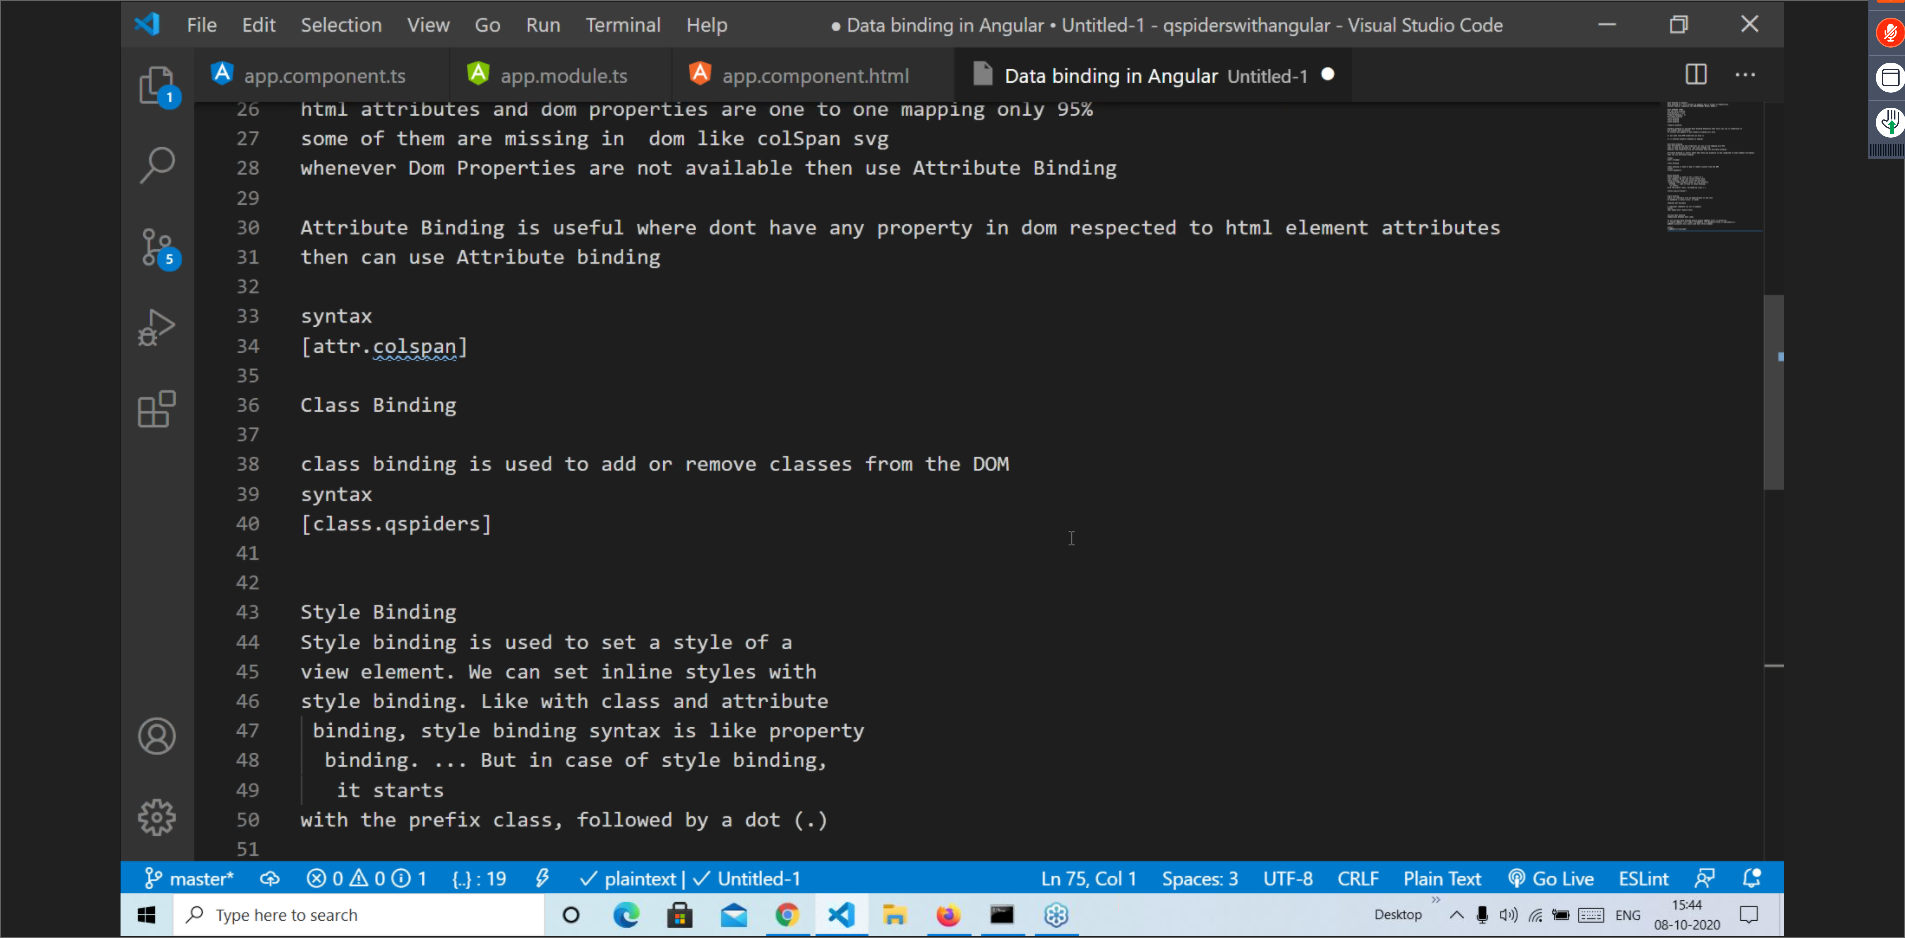 File Edit Selection View Go Run Terminal Help ● Data binding in Angular • Untitled-1 - qspiderswithangular - Visual Studio Code
app.component.ts app.module.ts app.component.html Data binding in Angular Untitled-1
26 html attributes and dom properties are one to one mapping only 95%
27 some of them are missing in  dom like colSpan svg
28 whenever Dom Properties are not available then use Attribute Binding
29
30 Attribute Binding is useful where dont have any property in dom respected to html element attributes
31 then can use Attribute binding
32
33 syntax
34 [attr.colspan]
35
36 Class Binding
37
38 class binding is used to add or remove classes from the DOM
39 syntax
40 [class.qspiders]
41
42
43 Style Binding
44 Style binding is used to set a style of a
45 view element. We can set inline styles with
46 style binding. Like with class and attribute
47 binding, style binding syntax is like property
48 binding. ... But in case of style binding,
49 it starts
50 with the prefix class, followed by a dot (.)
51
1
5
master* 0 0 1 {..} : 19 plaintext | Untitled-1 Ln 75, Col 1 Spaces: 3 UTF-8 CRLF Plain Text Go Live ESLint
Type here to search Desktop ENG 15:44
08-10-2020